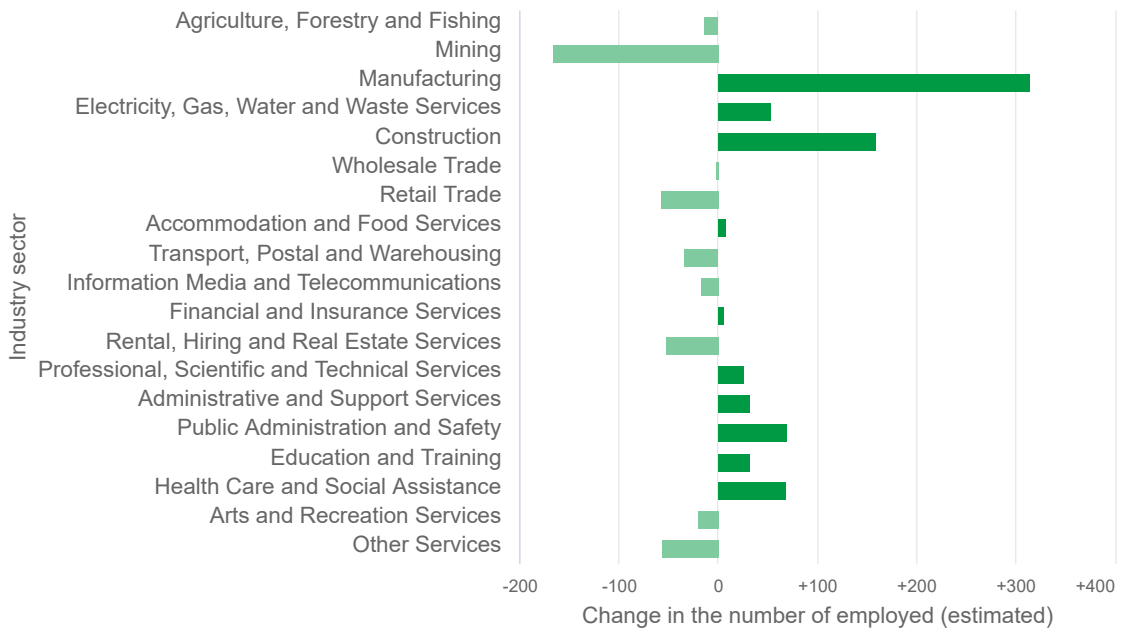 Agriculture, Forestry and Fishing
Mining
Manufacturing
Electricity, Gas, Water and Waste Services
Construction
Wholesale Trade
Retail Trade
Accommodation and Food Services
Transport, Postal and Warehousing
Information Media and Telecommunications
Financial and Insurance Services
Rental, Hiring and Real Estate Services
Professional, Scientific and Technical Services
Administrative and Support Services
Public Administration and Safety
Education and Training
Health Care and Social Assistance
Arts and Recreation Services
Other Services
Industry sector
-200 -100 0 +100 +200 +300 +400
Change in the number of employed (estimated)